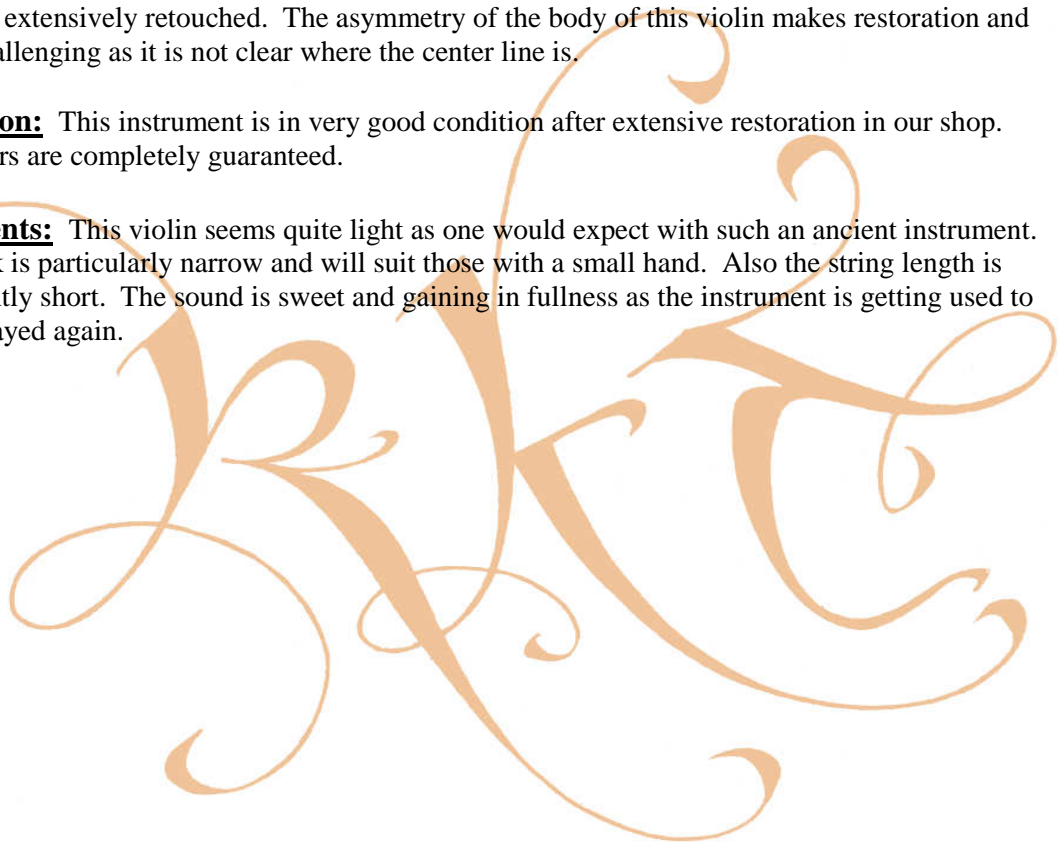 extensively retouched. The asymmetry of the body of this violin makes restoration and
allenging as it is not clear where the center line is.
on: This instrument is in very good condition after extensive restoration in our shop.
rs are completely guaranteed.
ents: This violin seems quite light as one would expect with such an ancient instrument.
k is particularly narrow and will suit those with a small hand. Also the string length is
tly short. The sound is sweet and gaining in fullness as the instrument is getting used to
ayed again.